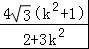 4√3 (k²+1)
2+3k²